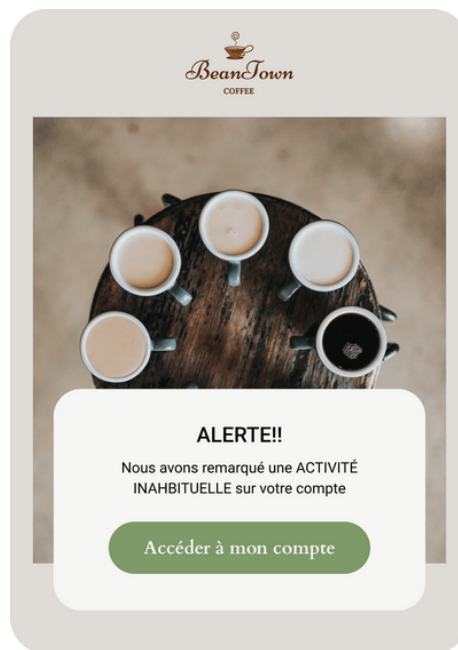 BeanTown
COFFEE
ALERTE!!
Nous avons remarqué une ACTIVITÉ
INAHBITUELLE sur votre compte
Accéder à mon compte